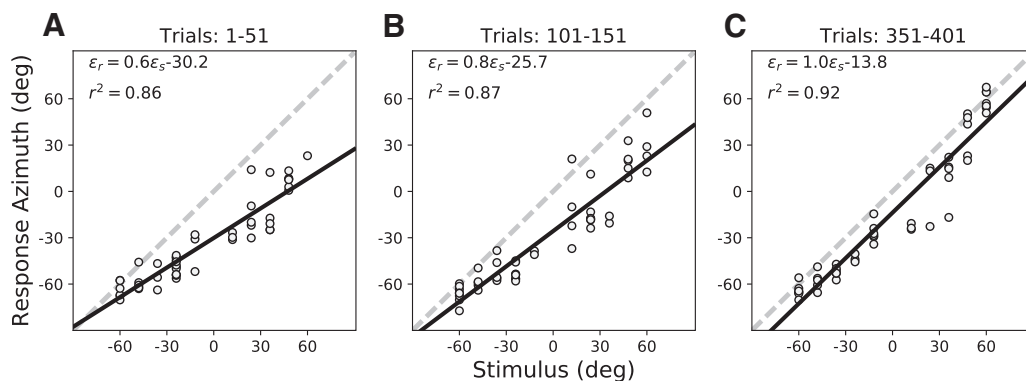 A
Trials: 1-51
εr = 0.6εs-30.2
r² = 0.86
60
30
0
-30
-60
-60
-30
0
30
60
Response Azimuth (deg)
B
Trials: 101-151
εr = 0.8εs-25.7
r² = 0.87
60
30
0
-30
-60
-60
-30
0
30
60
Stimulus (deg)
C
Trials: 351-401
εr = 1.0εs-13.8
r² = 0.92
60
30
0
-30
-60
-60
-30
0
30
60